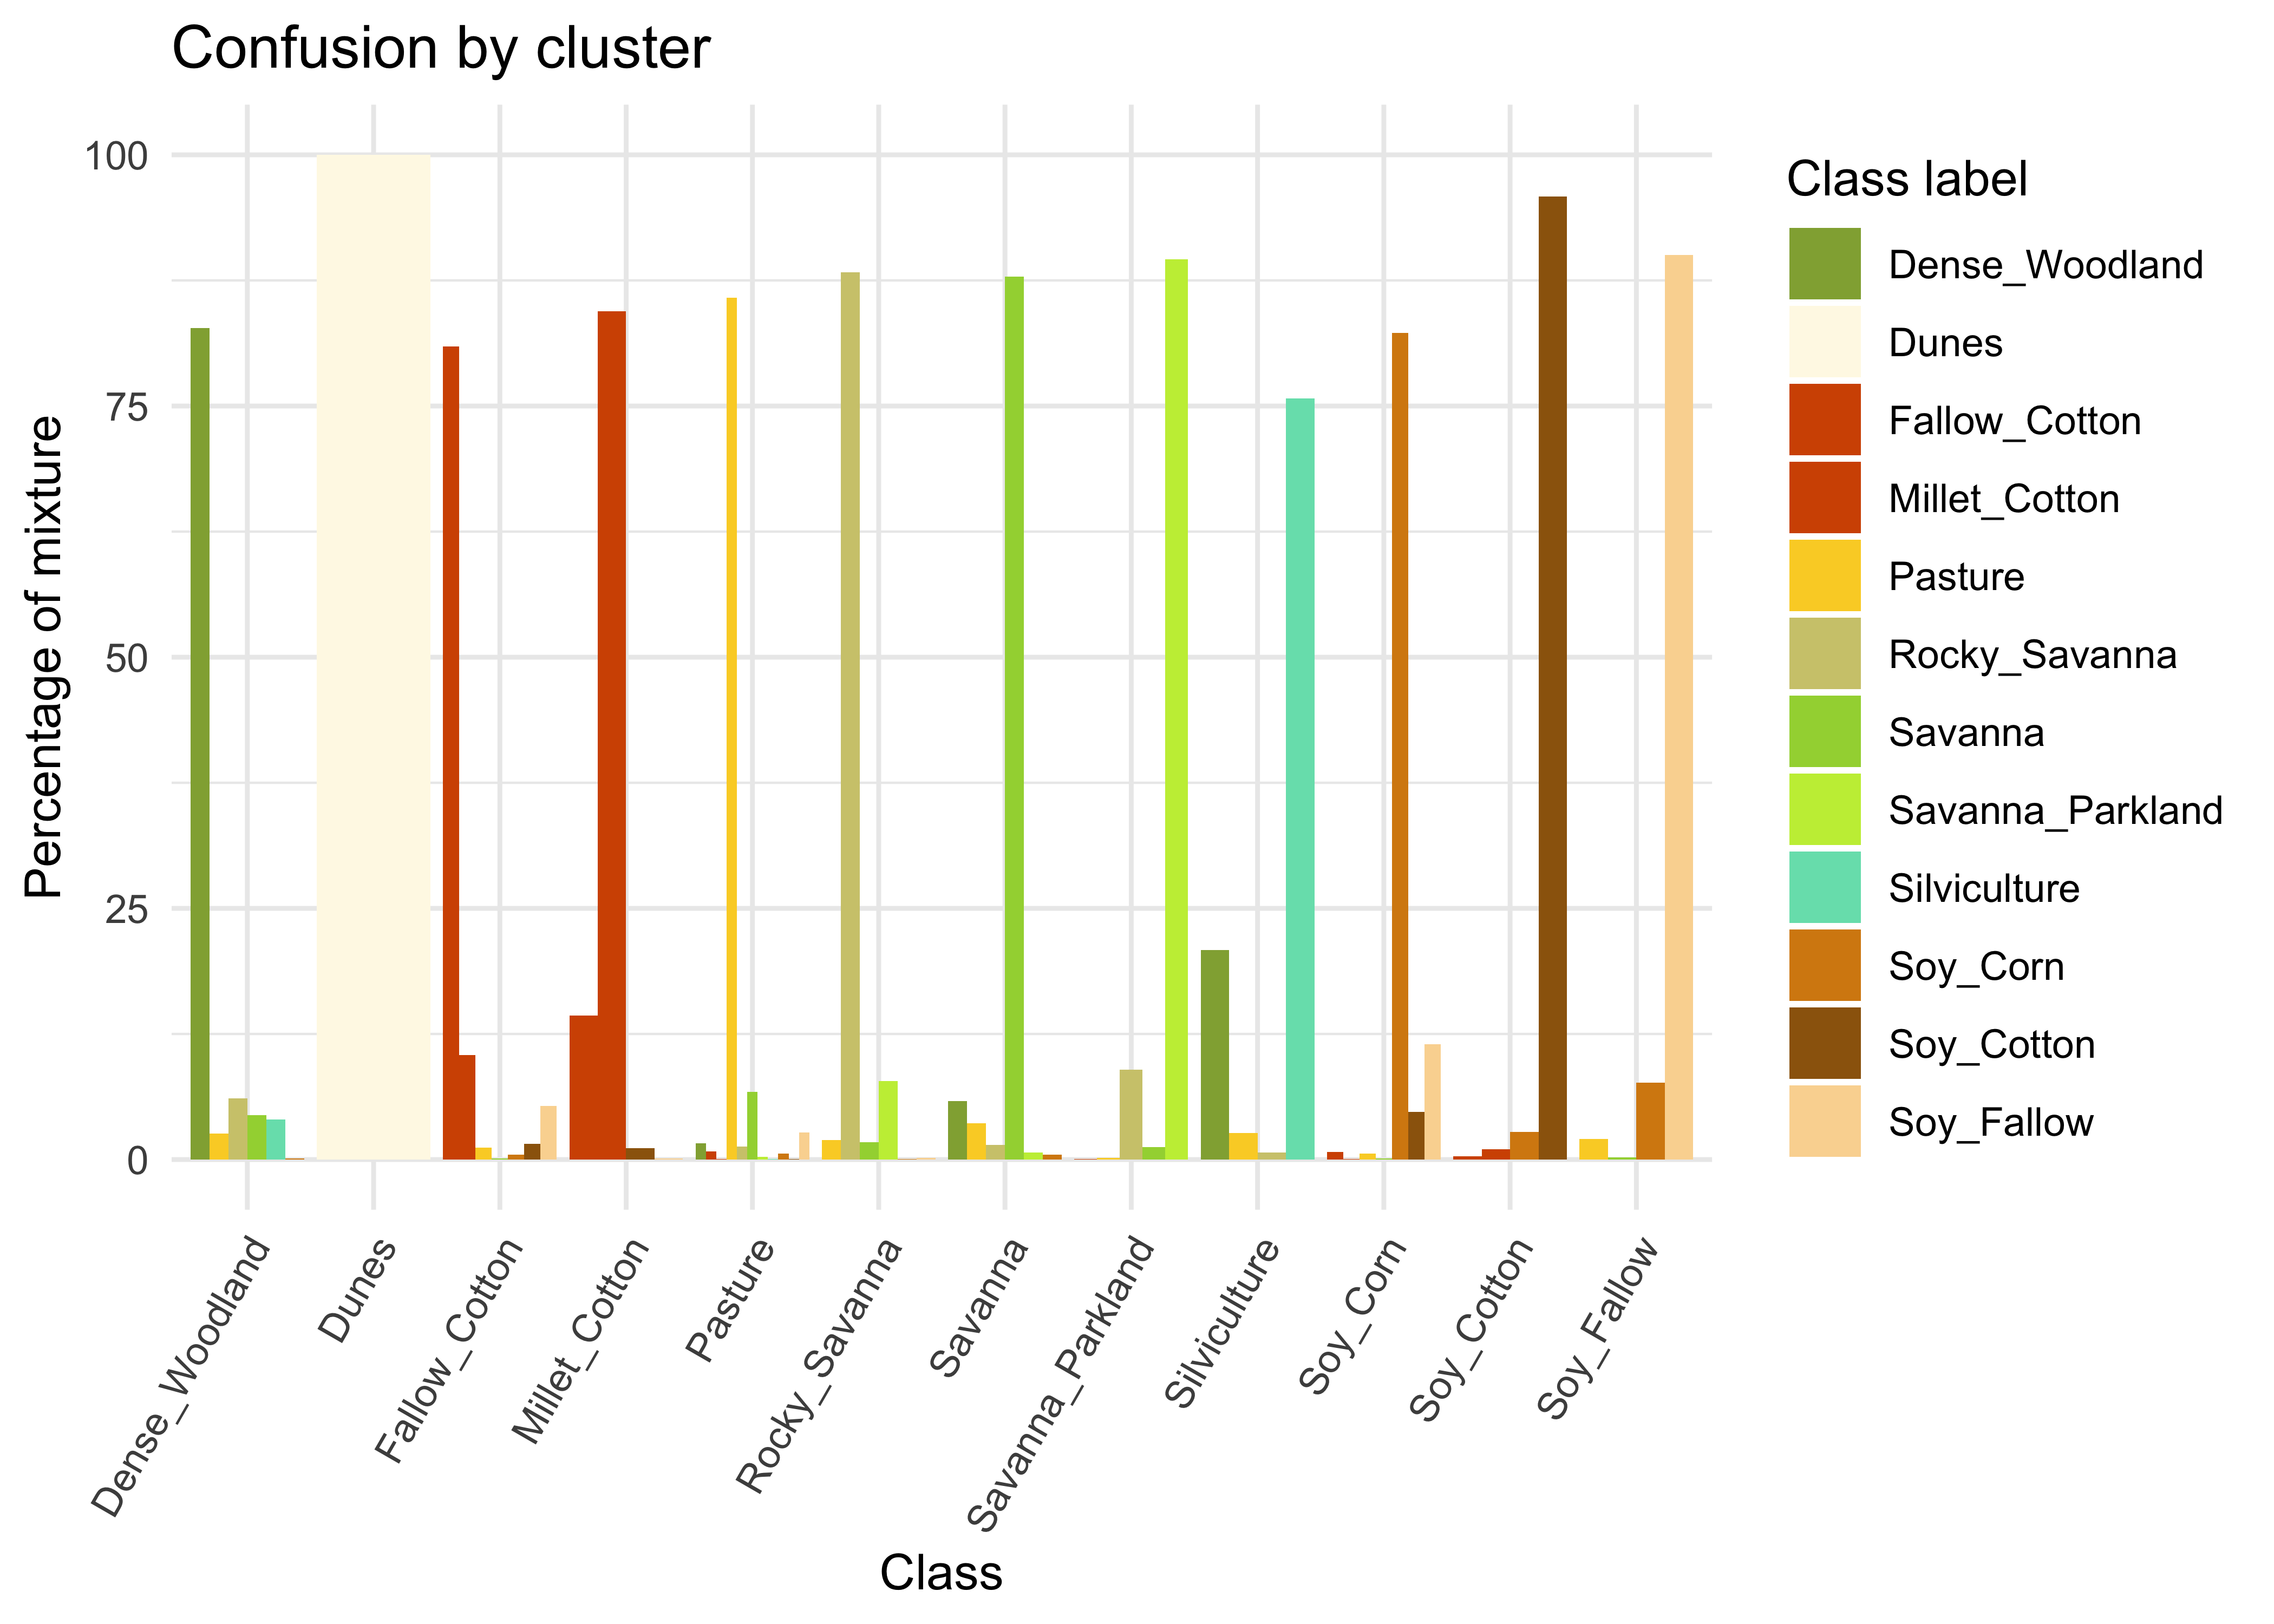 Confusion by cluster
Percentage of mixture
100
75
50
25
0
Dense_Woodland
Dunes
Fallow_Cotton
Millet_Cotton
Pasture
Rocky_Savanna
Savanna
Savanna_Parkland
Silviculture
Soy_Corn
Soy_Cotton
Soy_Fallow
Class
Class label
Dense_Woodland
Dunes
Fallow_Cotton
Millet_Cotton
Pasture
Rocky_Savanna
Savanna
Savanna_Parkland
Silviculture
Soy_Corn
Soy_Cotton
Soy_Fallow